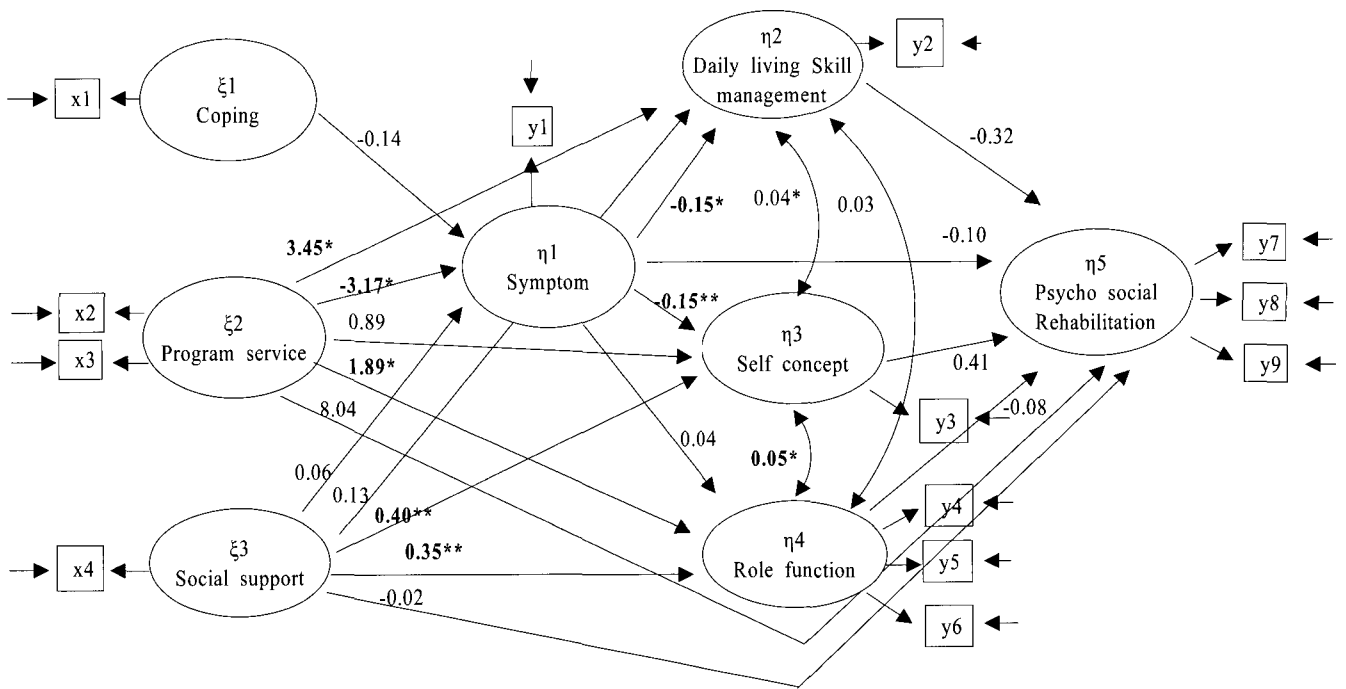 ξ1
Coping
x1
-0.14
y1
η2
Daily living Skill
management
y2
-0.32
-0.15*
0.04*
0.03
3.45*
η1
Symptom
-0.10
-3.17*
-0.15**
y7
y8
y9
η5
Psycho social
Rehabilitation
x2
x3
ξ2
Program service
0.89
1.89*
8.04
η3
Self concept
0.41
y3
-0.08
0.04
0.05*
0.06
0.13
0.40**
0.35**
-0.02
x4
ξ3
Social support
η4
Role function
y4
y5
y6